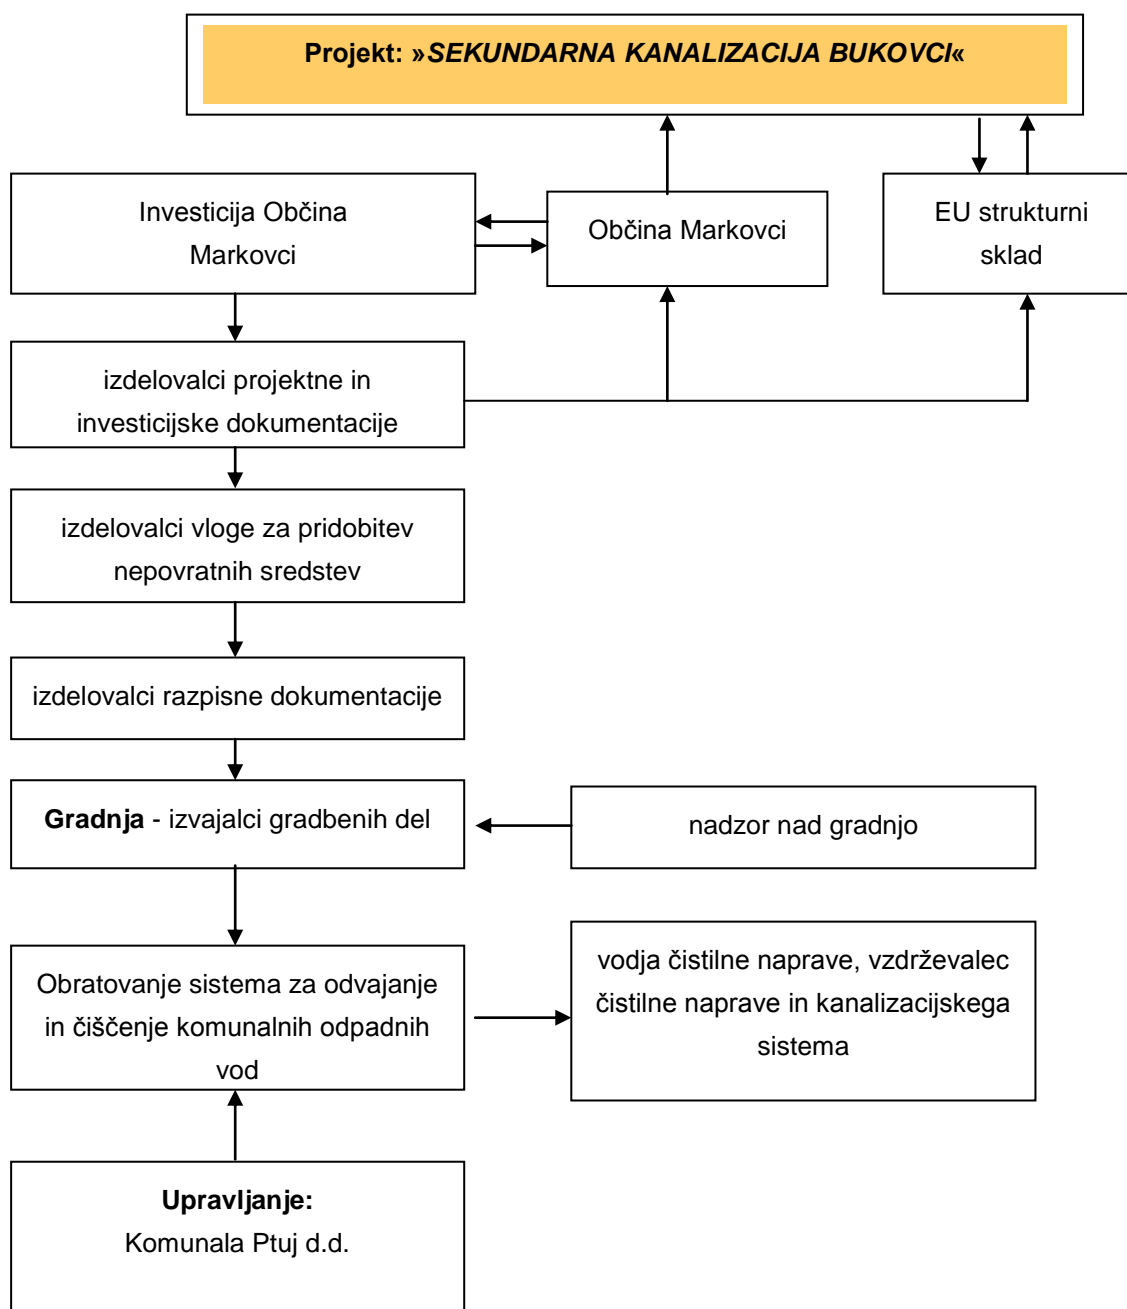 Projekt: »SEKUNDARNA KANALIZACIJA BUKOVCI«
Investicija Občina
Markovci
Občina Markovci
EU strukturni
sklad
izdelovalci projektne in
investicijske dokumentacije
izdelovalci vloge za pridobitev
nepovratnih sredstev
izdelovalci razpisne dokumentacije
Gradnja - izvajalci gradbenih del
nadzor nad gradnjo
Obratovanje sistema za odvajanje
in čiščenje komunalnih odpadnih
vod
vodja čistilne naprave, vzdrževalec
čistilne naprave in kanalizacijskega
sistema
Upravljanje:
Komunala Ptuj d.d.